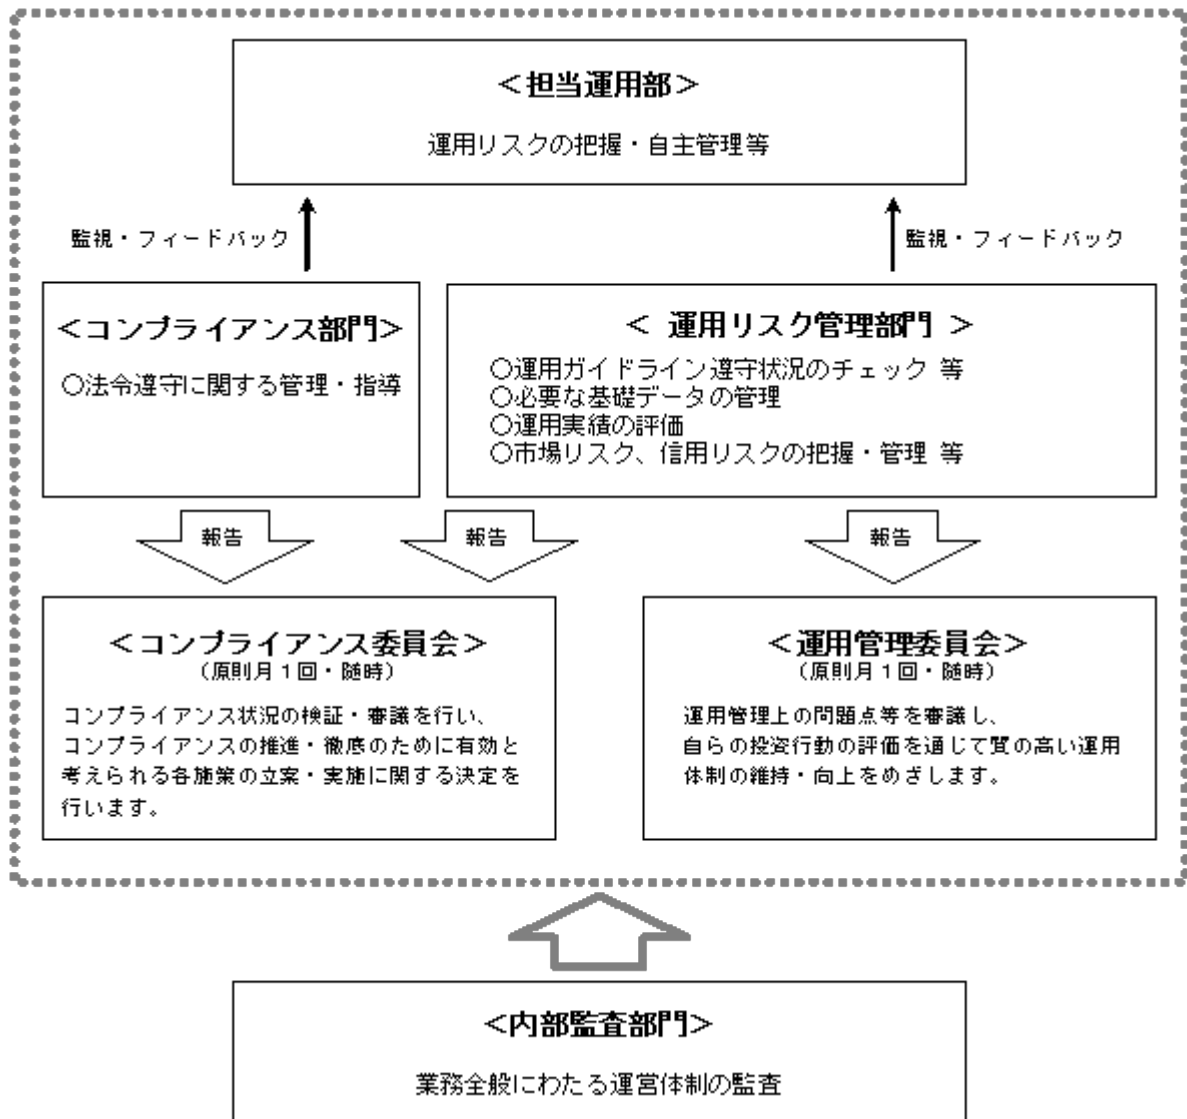 ＜担当運用部＞
運用リスクの把握・自主管理等
監視・フィードバック
監視・フィードバック
＜コンプライアンス部門＞
○法令遵守に関する管理・指導
＜ 運用リスク管理部門 ＞
○運用ガイドライン遵守状況のチェック 等
○必要な基礎データの管理
○運用実績の評価
○市場リスク、信用リスクの把握・管理 等
報告
報告
報告
＜コンプライアンス委員会＞
（原則月１回・随時）
コンプライアンス状況の検証・審議を行い、
コンプライアンスの推進・徹底のために有効と
考えられる各施策の立案・実施に関する決定を
行います。
＜運用管理委員会＞
（原則月１回・随時）
運用管理上の問題点等を審議し、
自らの投資行動の評価を通じて質の高い運用
体制の維持・向上をめざします。
＜内部監査部門＞
業務全般にわたる運営体制の監査